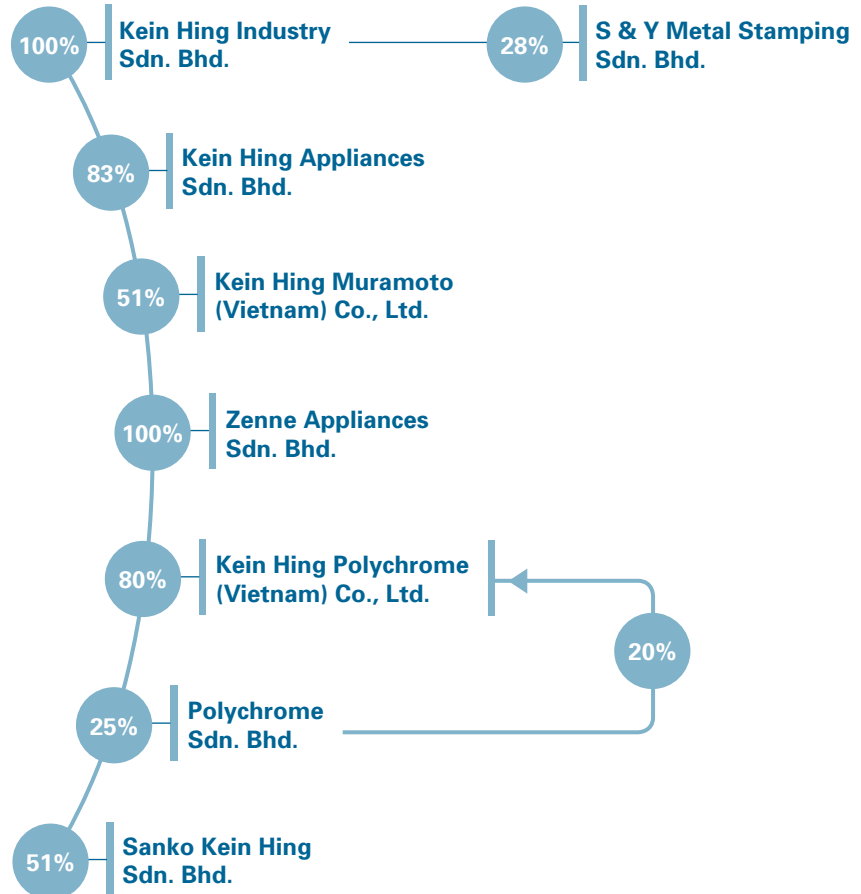 100%
Kein Hing Industry
Sdn. Bhd.
28%
S & Y Metal Stamping
Sdn. Bhd.
83%
Kein Hing Appliances
Sdn. Bhd.
51%
Kein Hing Muramoto
(Vietnam) Co., Ltd.
100%
Zenne Appliances
Sdn. Bhd.
80%
Kein Hing Polychrome
(Vietnam) Co., Ltd.
20%
25%
Polychrome
Sdn. Bhd.
51%
Sanko Kein Hing
Sdn. Bhd.